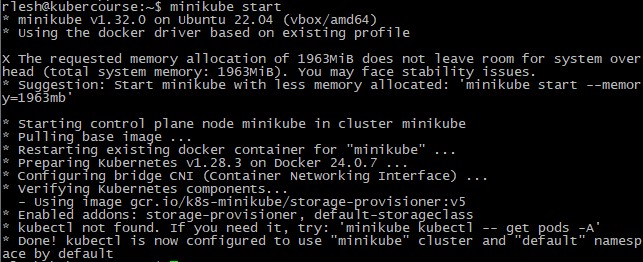 rlesh@kubercourse:~$ minikube start
* minikube v1.32.0 on Ubuntu 22.04 (vbox/amd64)
* Using the docker driver based on existing profile
X The requested memory allocation of 1963MiB does not leave room for system over
head (total system memory: 1963MiB). You may face stability issues.
* Suggestion: Start minikube with less memory allocated: 'minikube start --memor
y=1963mb'
* Starting control plane node minikube in cluster minikube
* Pulling base image ...
* Restarting existing docker container for "minikube" ...
* Preparing Kubernetes v1.28.3 on Docker 24.0.7 ...
* Configuring bridge CNI (Container Networking Interface) ...
* Verifying Kubernetes components...
  - Using image gcr.io/k8s-minikube/storage-provisioner:v5
* Enabled addons: storage-provisioner, default-storageclass
* kubectl not found. If you need it, try: 'minikube kubectl -- get pods -A'
* Done! kubectl is now configured to use "minikube" cluster and "default" namesp
ace by default